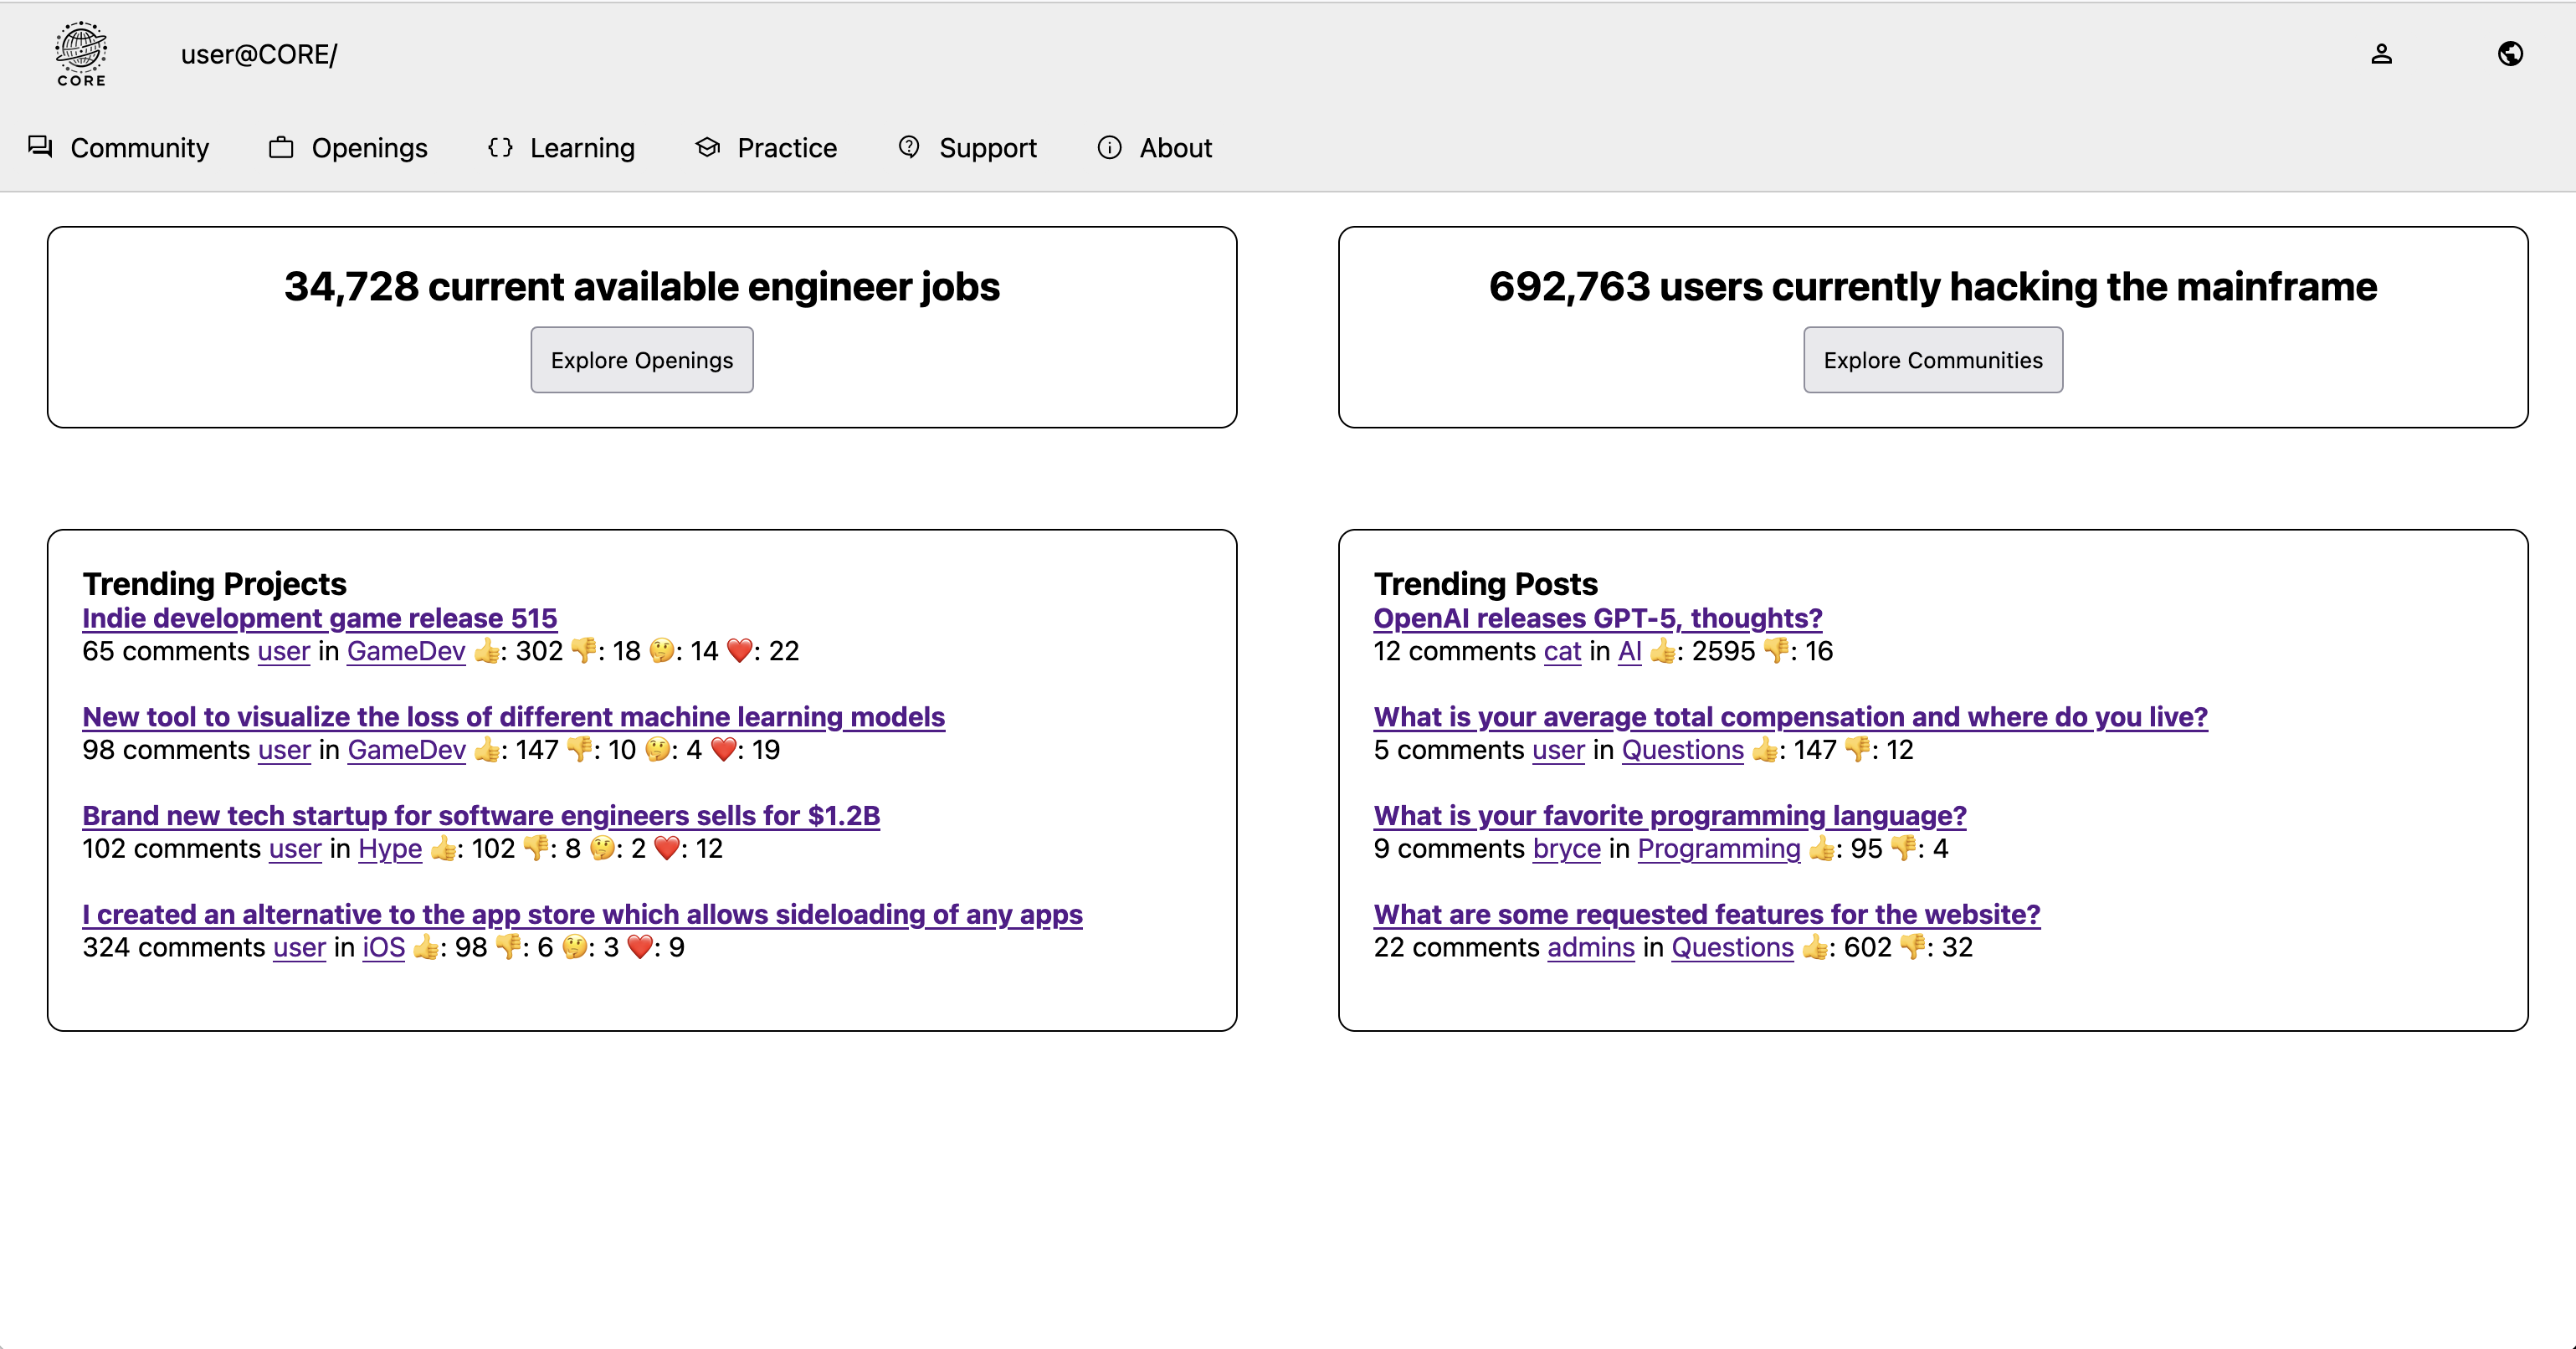 CORE
user@CORE/
Community
Openings
Learning
Practice
Support
About
34,728 current available engineer jobs
Explore Openings
692,763 users currently hacking the mainframe
Explore Communities
Trending Projects
Indie development game release 515
65 comments user in GameDev 👍: 302 👎: 18 🤔: 14 ❤️: 22
New tool to visualize the loss of different machine learning models
98 comments user in GameDev 👍: 147 👎: 10 🤔: 4 ❤️: 19
Brand new tech startup for software engineers sells for $1.2B
102 comments user in Hype 👍: 102 👎: 8 🤔: 2 ❤️: 12
I created an alternative to the app store which allows sideloading of any apps
324 comments user in iOS 👍: 98 👎: 6 🤔: 3 ❤️: 9
Trending Posts
OpenAI releases GPT-5, thoughts?
12 comments cat in AI 👍: 2595 👎: 16
What is your average total compensation and where do you live?
5 comments user in Questions 👍: 147 👎: 12
What is your favorite programming language?
9 comments bryce in Programming 👍: 95 👎: 4
What are some requested features for the website?
22 comments admins in Questions 👍: 602 👎: 32